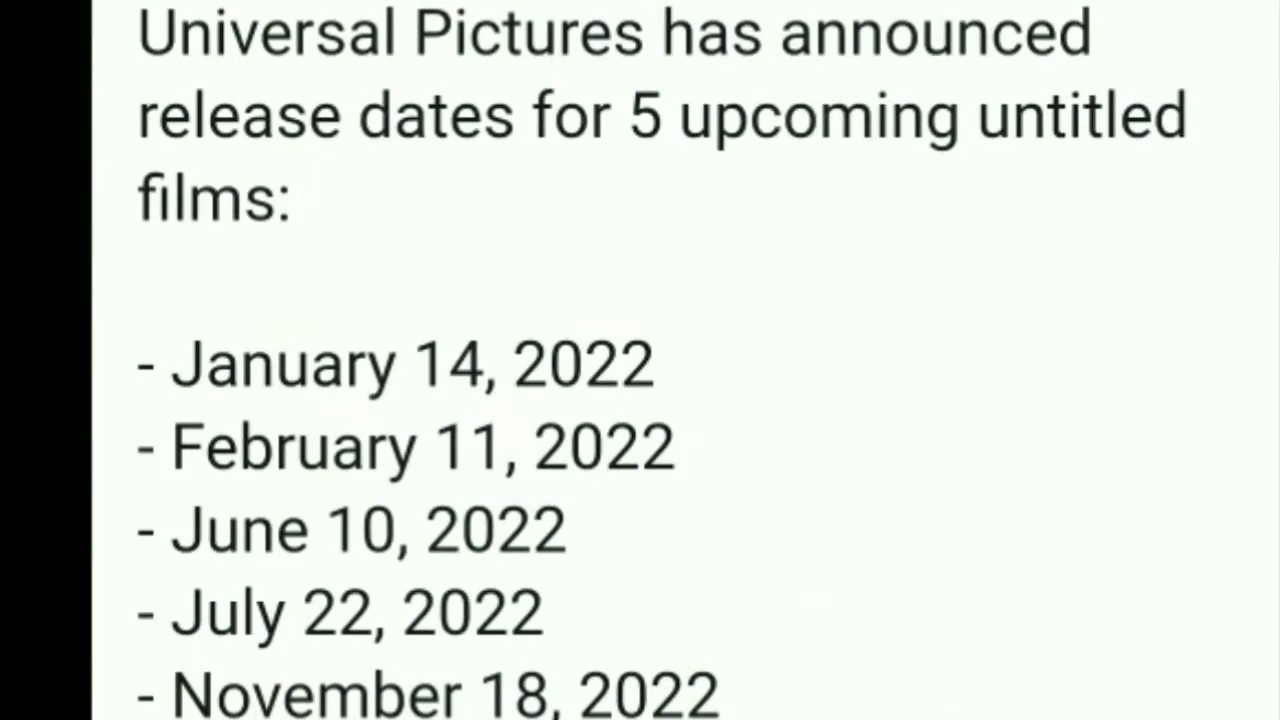 Universal Pictures has announced
release dates for 5 upcoming untitled
films:
- January 14, 2022
- February 11, 2022
- June 10, 2022
- July 22, 2022
- November 18, 2022